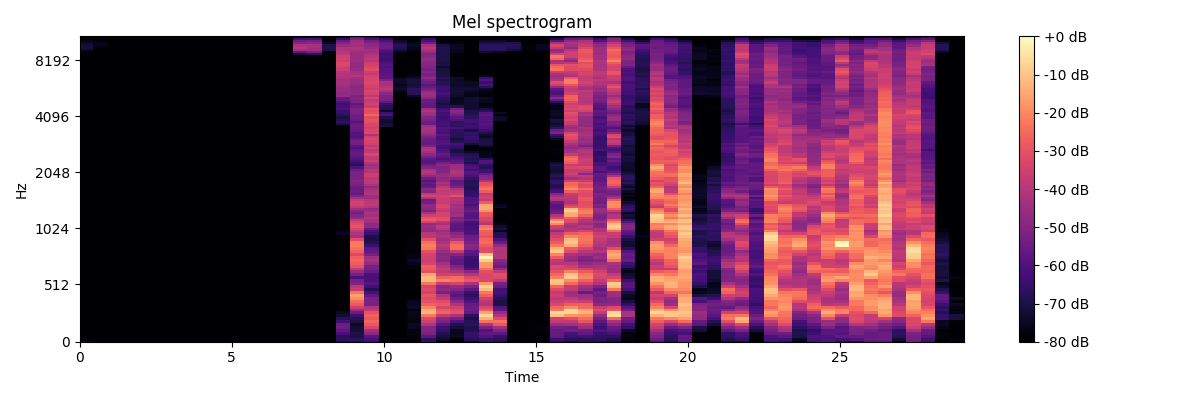 Mel spectrogram
Hz
8192
4096
2048
1024
512
0
0 5 10 15 20 25
Time
+0 dB
-10 dB
-20 dB
-30 dB
-40 dB
-50 dB
-60 dB
-70 dB
-80 dB